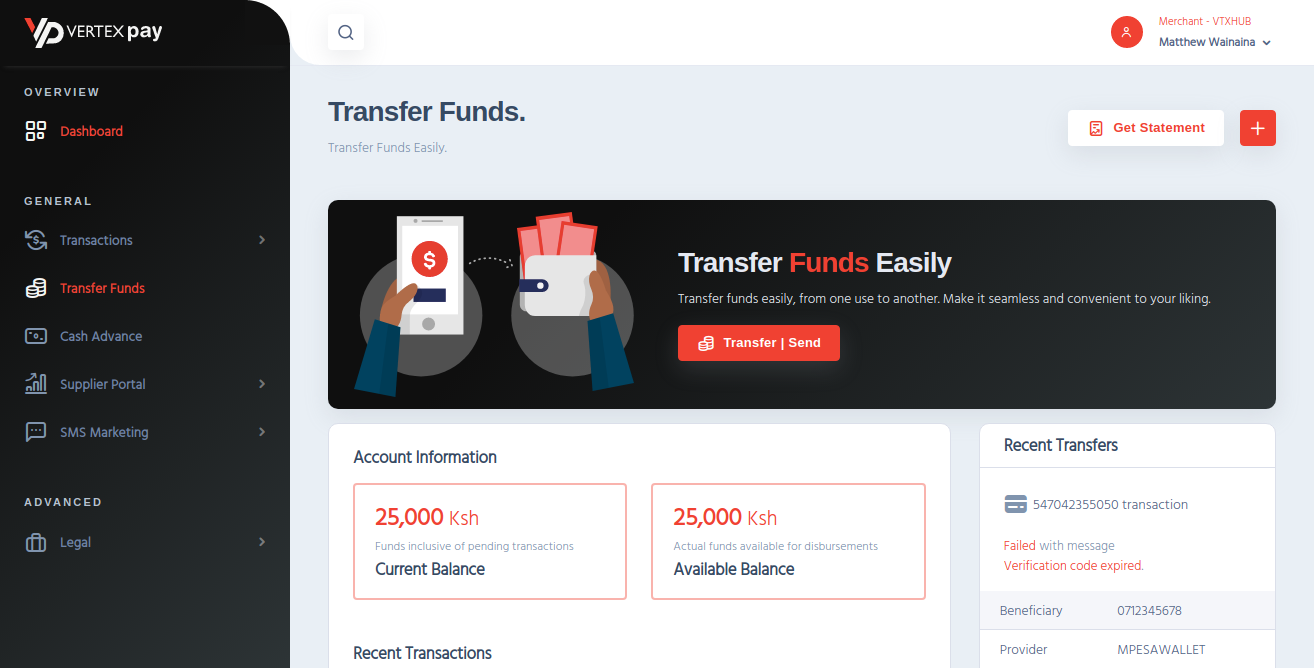 VERTEX pay
OVERVIEW
Dashboard
GENERAL
Transactions
Transfer Funds
Cash Advance
Supplier Portal
SMS Marketing
ADVANCED
Legal
Merchant - VTXHUB
Matthew Wainaina
Transfer Funds.
Transfer Funds Easily.
Get Statement
$
Transfer Funds Easily
Transfer funds easily, from one use to another. Make it seamless and convenient to your liking.
Transfer | Send
Account Information
25,000 Ksh
Funds inclusive of pending transactions
Current Balance
25,000 Ksh
Actual funds available for disbursements
Available Balance
Recent Transactions
Recent Transfers
547042355050 transaction
Failed with message
Verification code expired.
Beneficiary 0712345678
Provider MPESAWALLET